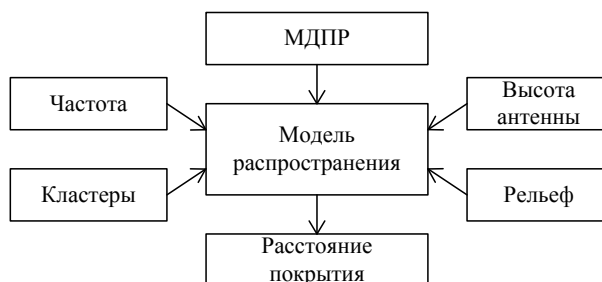 МДПР
Частота
Высота
антенны
Модель
распространения
Кластеры
Рельеф
Расстояние
покрытия